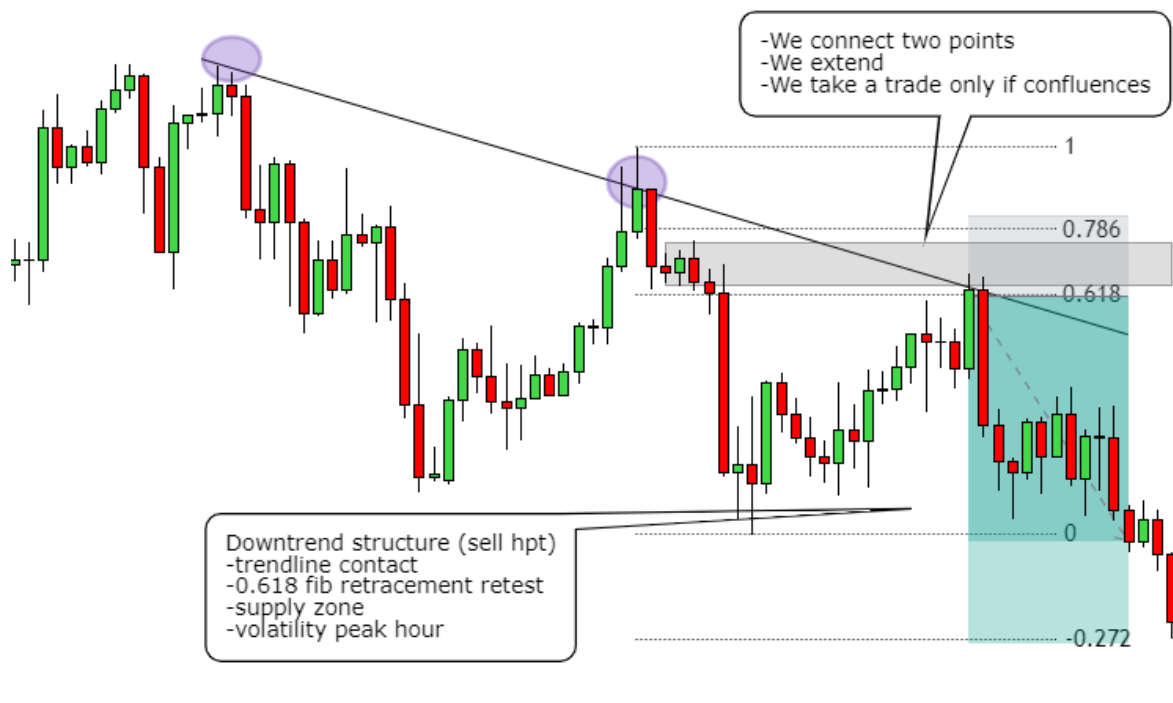 -We connect two points
-We extend
-We take a trade only if confluences
1
0.786
0.618
0
-0.272
Downtrend structure (sell hpt)
-trendline contact
-0.618 fib retracement retest
-supply zone
-volatility peak hour